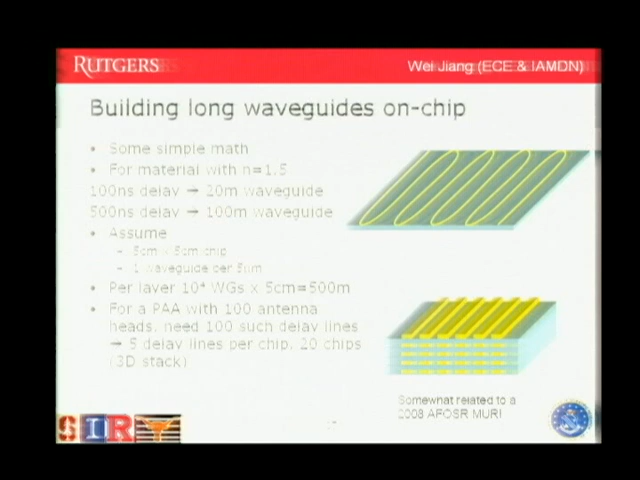 RUTGERS
Wei Jiang (ECE & IAMDN)
Building long waveguides on-chip
• Some simple math
• For material with n=1.5
100ns delay → 20m waveguide
500ns delay → 100m waveguide
• Assume
– 5cm x 5cm chip
– 1 waveguide per 5μm
• Per layer 10⁴ WGs x 5cm=500m
• For a PAA with 100 antenna
heads, need 100 such delay lines
→ 5 delay lines per chip, 20 chips
(3D stack)
Somewhat related to a
2008 AFOSR MURI
SIR